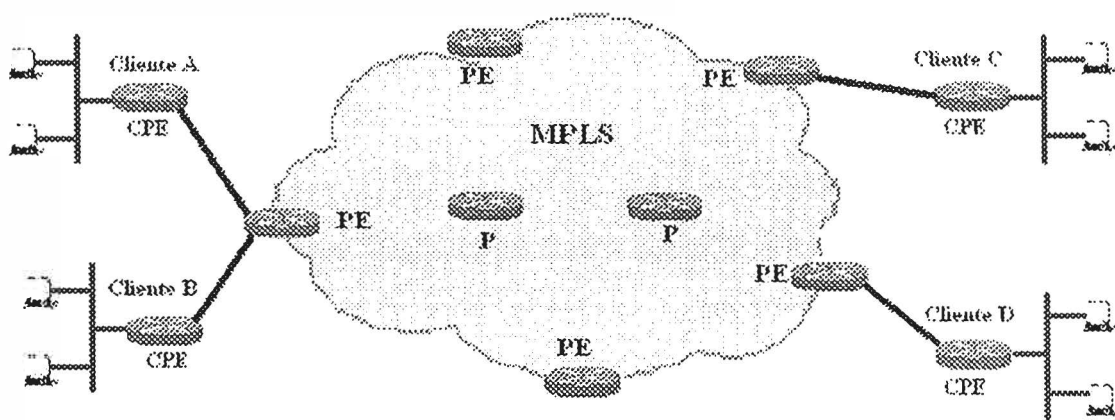 Cliente A
CPE
PE
PE
Cliente C
CPE
MPLS
PE
P
P
Cliente B
CPE
PE
Cliente D
CPE
PE